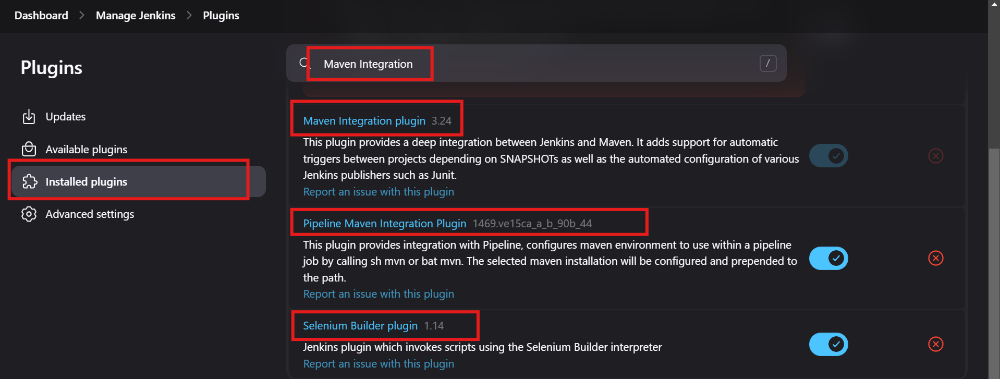 Dashboard > Manage Jenkins > Plugins
Plugins
Updates
Available plugins
Installed plugins
Advanced settings
Maven Integration /
Maven Integration plugin 3.24
This plugin provides a deep integration between Jenkins and Maven. It adds support for automatic
triggers between projects depending on SNAPSHOTs as well as the automated configuration of various
Jenkins publishers such as Junit.
Report an issue with this plugin
Pipeline Maven Integration Plugin 1469.ve15ca_a_b_90b_44
This plugin provides integration with Pipeline, configures maven environment to use within a pipeline
job by calling sh mvn or bat mvn. The selected maven installation will be configured and prepended to
the path.
Report an issue with this plugin
Selenium Builder plugin 1.14
Jenkins plugin which invokes scripts using the Selenium Builder interpreter
Report an issue with this plugin